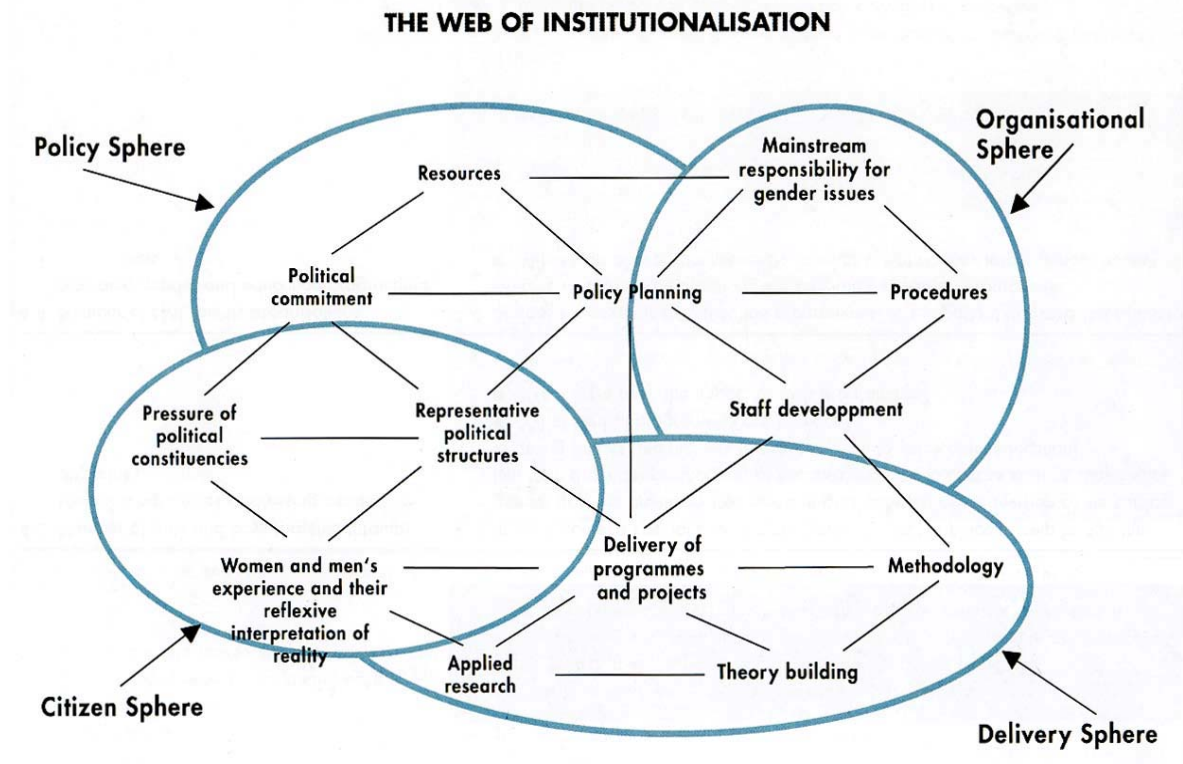 THE WEB OF INSTITUTIONALISATION
Policy Sphere
Organisational
Sphere
Resources
Mainstream
responsibility for
gender issues
Political
commitment
Policy Planning
Procedures
Pressure of
political
constituencies
Representative
political
structures
Staff developpment
Women and men's
experience and their
reflexive
interpretation of
reality
Delivery of
programmes
and projects
Methodology
Applied
research
Theory building
Citizen Sphere
Delivery Sphere